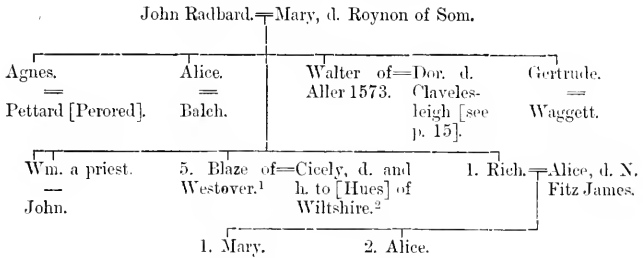 John Radbard.=Mary, d. Roynon of Som.
Agnes.
=
Pettard [Perored].
Alice.
=
Balch.
Walter of=Dor. d.
Aller 1573. Claveles-
leigh [see
p. 15].
Gertrude.
=
Waggett.
Wm. a priest.
—
John.
5. Blaze of=Cicely, d. and
Westover.¹ h. to [Hues] of
Wiltshire.²
1. Rich.=Alice, d. N.
Fitz James.
1. Mary. 2. Alice.